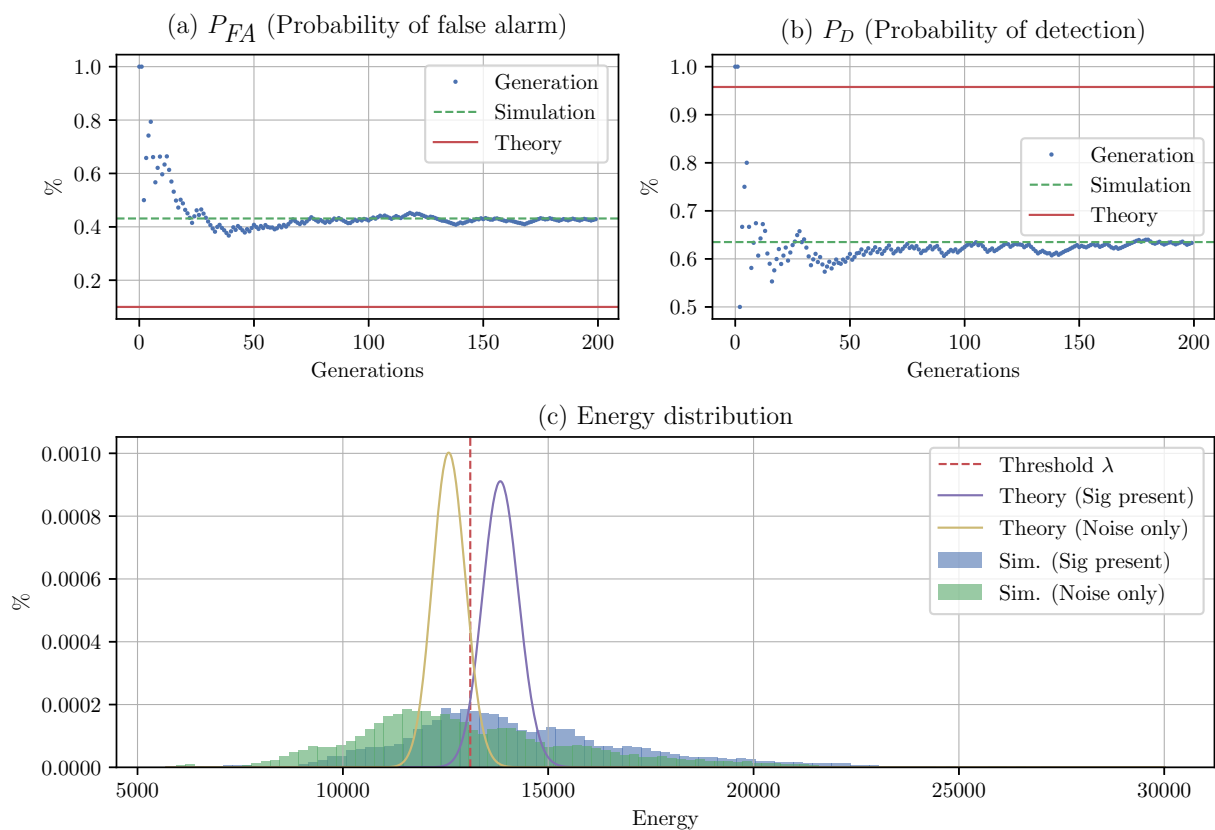 (a) P_FA (Probability of false alarm)
1.0
0.8
0.6
0.4
0.2
%
0
50
100
150
200
Generations
Generation
Simulation
Theory
(b) P_D (Probability of detection)
1.0
0.9
0.8
0.7
0.6
0.5
%
0
50
100
150
200
Generations
Generation
Simulation
Theory
(c) Energy distribution
0.0010
0.0008
0.0006
0.0004
0.0002
0.0000
%
5000
10000
15000
20000
25000
30000
Energy
Threshold λ
Theory (Sig present)
Theory (Noise only)
Sim. (Sig present)
Sim. (Noise only)